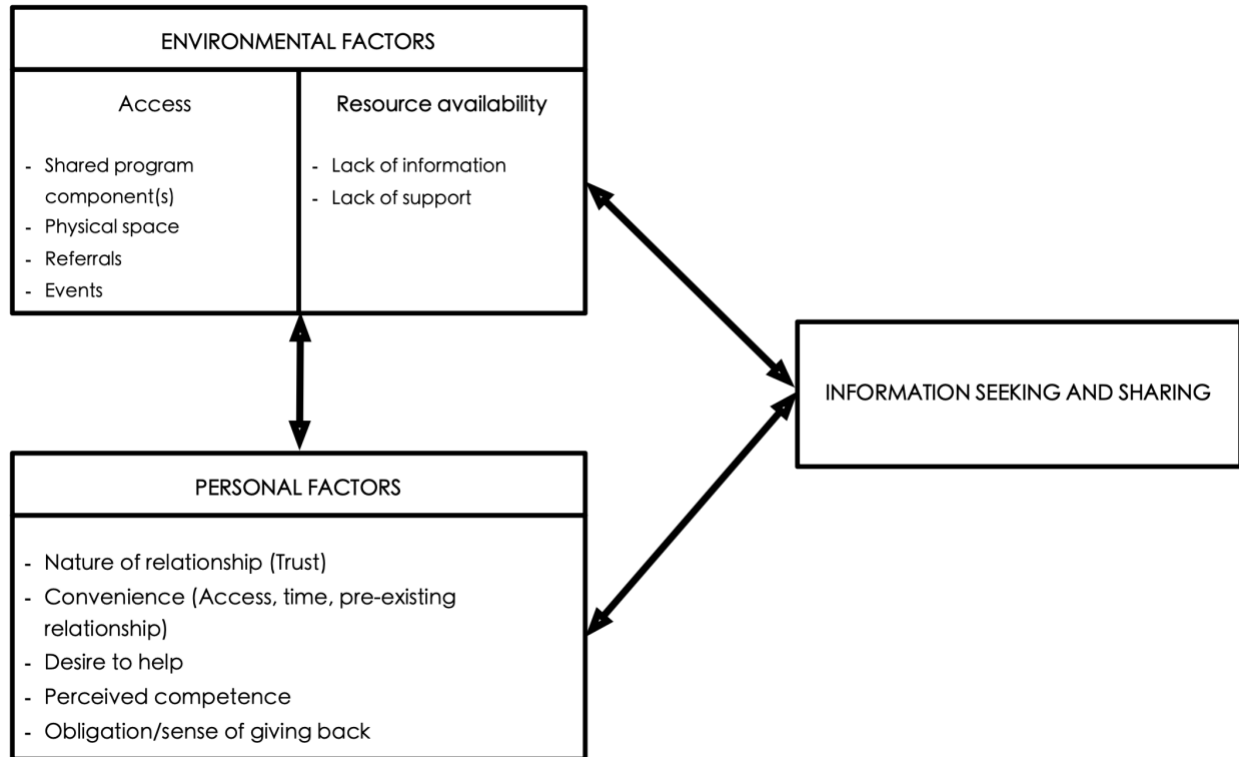 ENVIRONMENTAL FACTORS
Access
- Shared program
component(s)
- Physical space
- Referrals
- Events
Resource availability
- Lack of information
- Lack of support
INFORMATION SEEKING AND SHARING
PERSONAL FACTORS
- Nature of relationship (Trust)
- Convenience (Access, time, pre-existing
relationship)
- Desire to help
- Perceived competence
- Obligation/sense of giving back